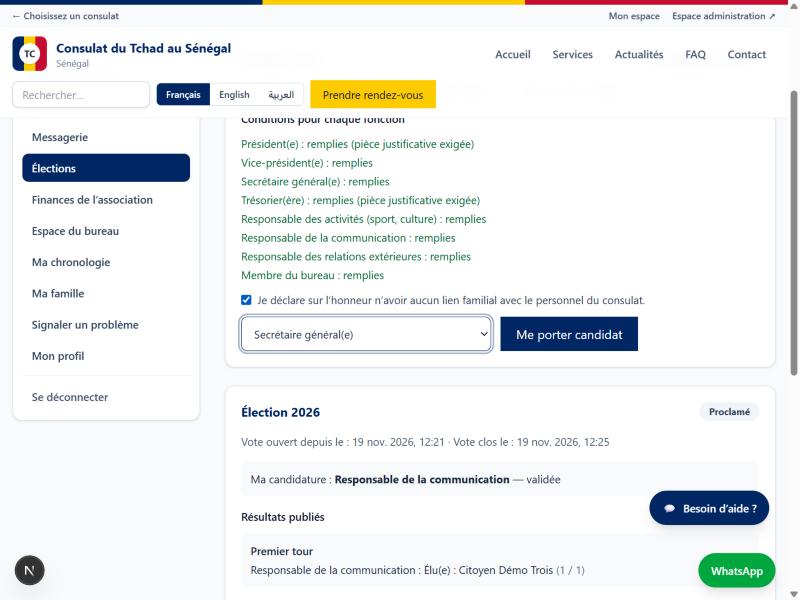 ← Choisissez un consulat
Mon espace
Espace administration ↗
TC
Consulat du Tchad au Sénégal
Sénégal
Accueil
Services
Actualités
FAQ
Contact
Rechercher...
Français
English
العربية
Prendre rendez-vous
Messagerie
Élections
Finances de l'association
Espace du bureau
Ma chronologie
Ma famille
Signaler un problème
Mon profil
Se déconnecter
Conditions pour chaque fonction
Président(e) : remplies (pièce justificative exigée)
Vice-président(e) : remplies
Secrétaire général(e) : remplies
Trésorier(ère) : remplies (pièce justificative exigée)
Responsable des activités (sport, culture) : remplies
Responsable de la communication : remplies
Responsable des relations extérieures : remplies
Membre du bureau : remplies
Je déclare sur l'honneur n'avoir aucun lien familial avec le personnel du consulat.
Secrétaire général(e)
Me porter candidat
Élection 2026
Proclamé
Vote ouvert depuis le : 19 nov. 2026, 12:21 · Vote clos le : 19 nov. 2026, 12:25
Ma candidature : Responsable de la communication — validée
Résultats publiés
Premier tour
Responsable de la communication : Élu(e) : Citoyen Démo Trois (1 / 1)
Besoin d'aide ?
WhatsApp
N